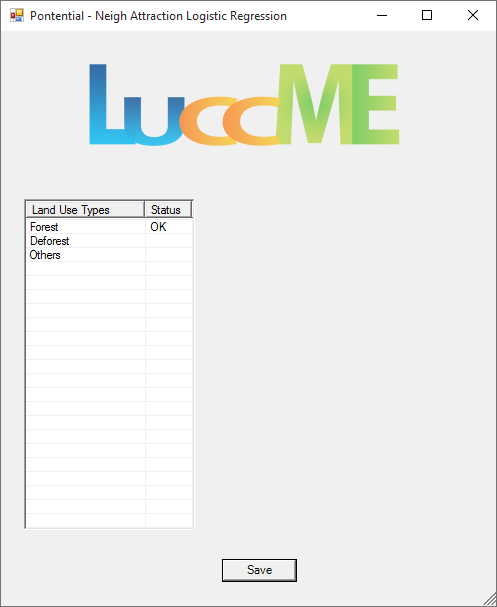 Pontential - Neigh Attraction Logistic Regression
LuccME
Land Use Types Status
Forest OK
Deforest
Others
Save